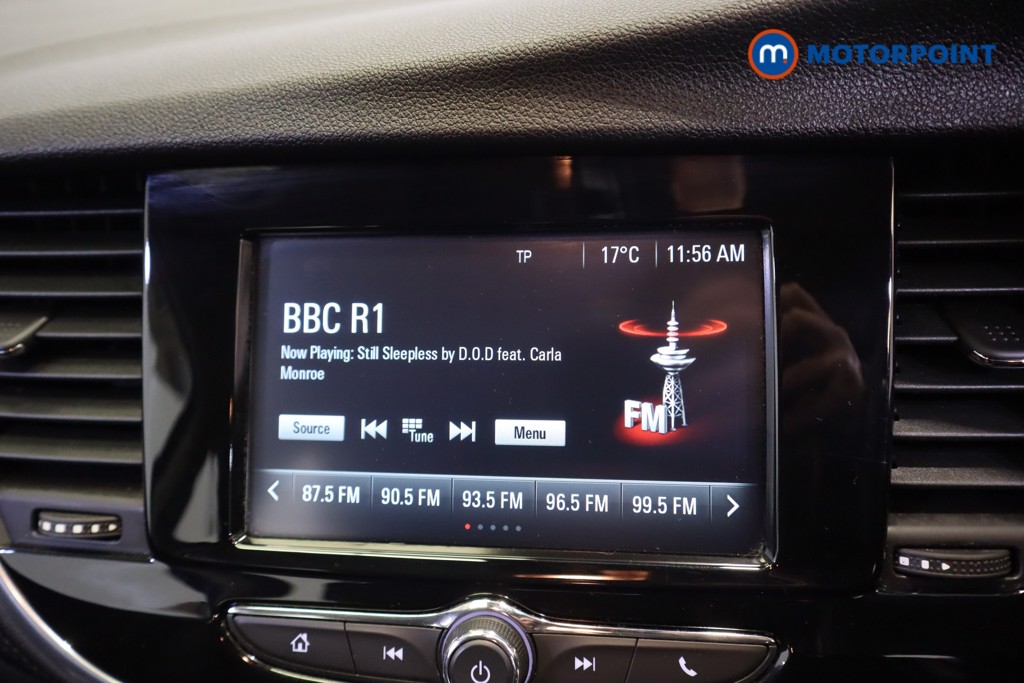 m.
MOTORPOINT
TP
17°C
11:56 AM
BBC R1
Now Playing: Still Sleepless by D.O.D feat. Carla
Monroe
FM
Source
Tune
Menu
87.5 FM
90.5 FM
93.5 FM
96.5 FM
99.5 FM